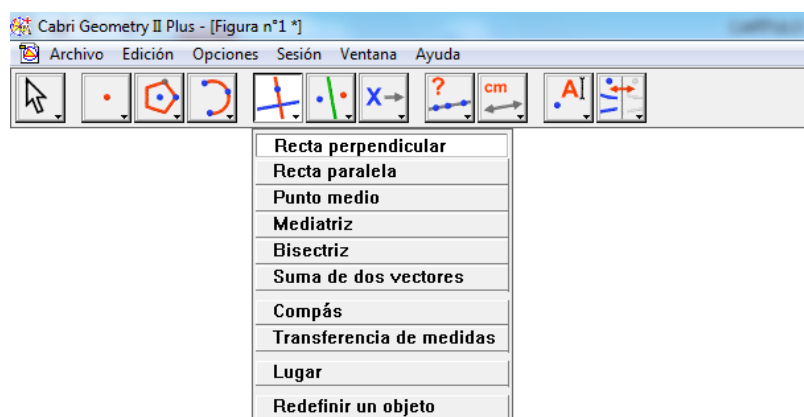 Cabri Geometry II Plus - [Figura n°1 *]
Archivo Edición Opciones Sesión Ventana Ayuda
X ? cm A
Recta perpendicular
Recta paralela
Punto medio
Mediatriz
Bisectriz
Suma de dos vectores
Compás
Transferencia de medidas
Lugar
Redefinir un objeto